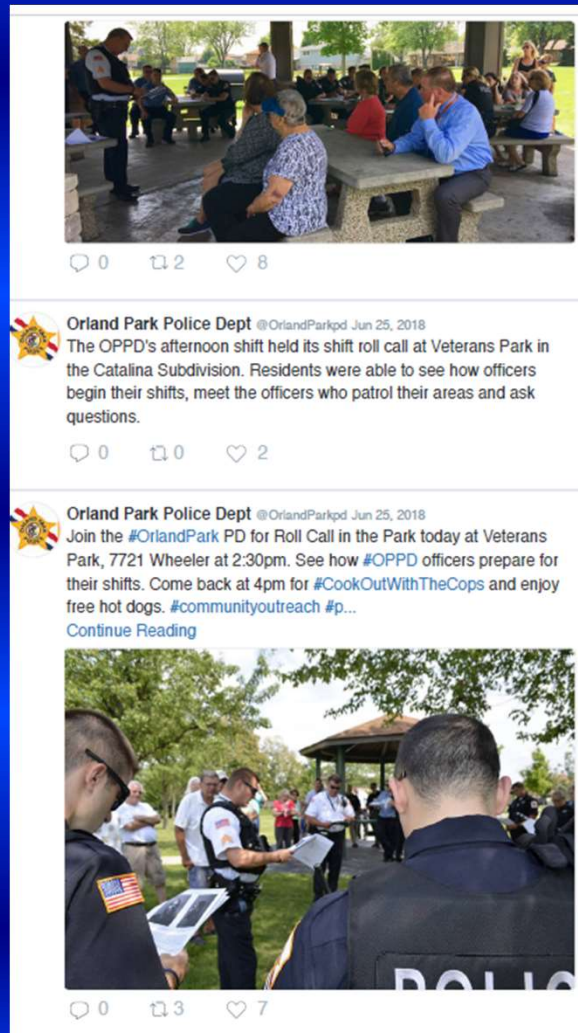 0 2 8
Orland Park Police Dept @OrlandParkpd Jun 25, 2018
The OPPD's afternoon shift held its shift roll call at Veterans Park in
the Catalina Subdivision. Residents were able to see how officers
begin their shifts, meet the officers who patrol their areas and ask
questions.
0 0 2
Orland Park Police Dept @OrlandParkpd Jun 25, 2018
Join the #OrlandPark PD for Roll Call in the Park today at Veterans
Park, 7721 Wheeler at 2:30pm. See how #OPPD officers prepare for
their shifts. Come back at 4pm for #CookOutWithTheCops and enjoy
free hot dogs. #communityoutreach #p...
Continue Reading
POLIC
0 3 7